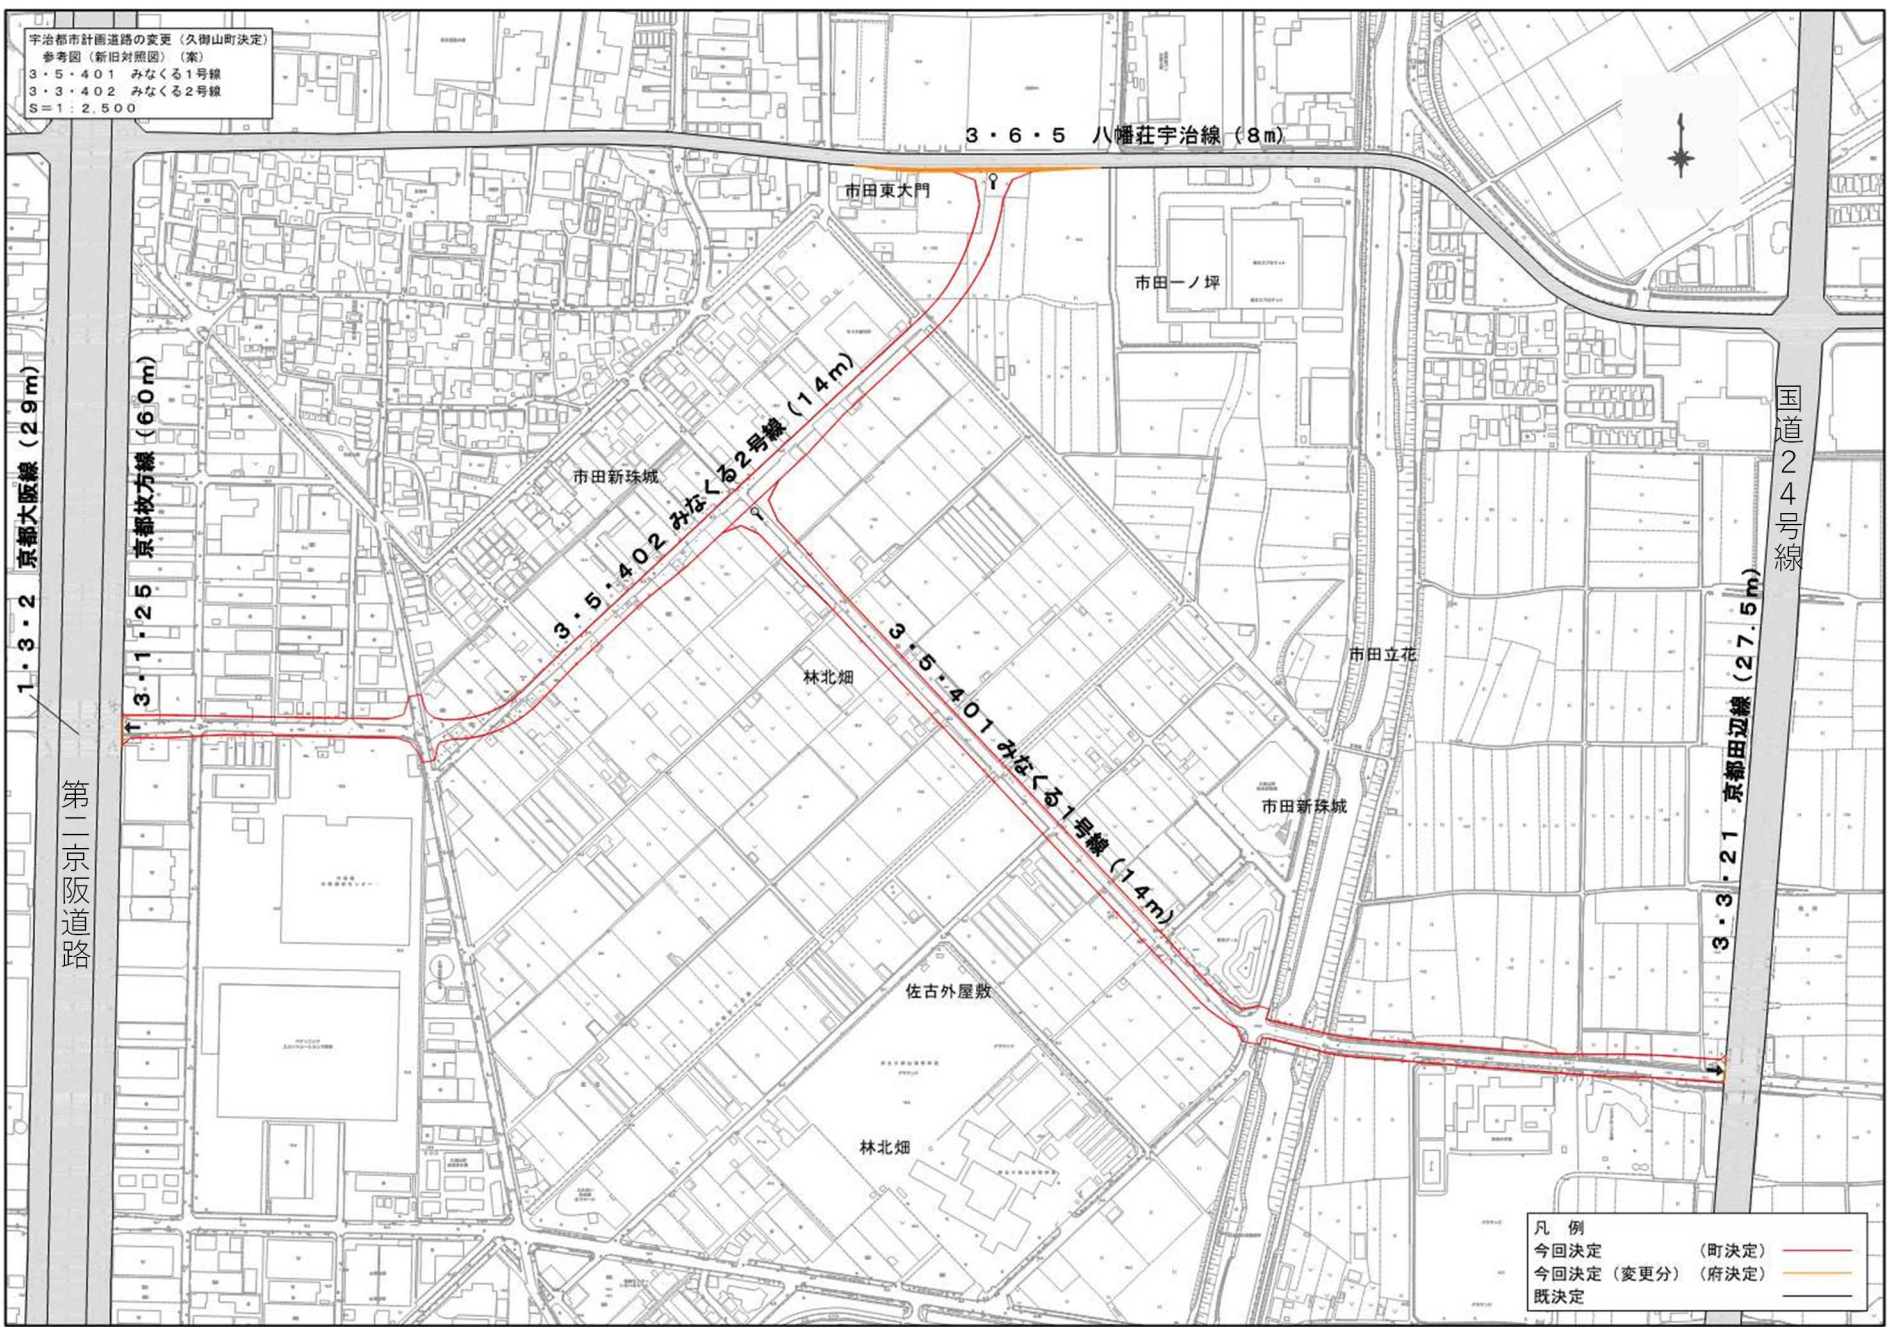 宇治都市計画道路の変更（久御山町決定）
参考図（新旧対照図）（案）
3・5・401　みなくる1号線
3・3・402　みなくる2号線
S＝1：2,500
3・6・5　八幡荘宇治線（8m）
市田東大門
市田一ノ坪
1・3・2　京都大阪線（29m）
3・1・25　京都枚方線（60m）
国道24号線
市田新珠城
3・5・402　みなくる2号線（14m）
林北畑
3・5・401　みなくる1号線（14m）
市田立花
3・3・21　京都田辺線（27.5m）
市田新珠城
第二京阪道路
佐古外屋敷
林北畑
凡　例
今回決定　（町決定）
今回決定（変更分）（府決定）
既決定